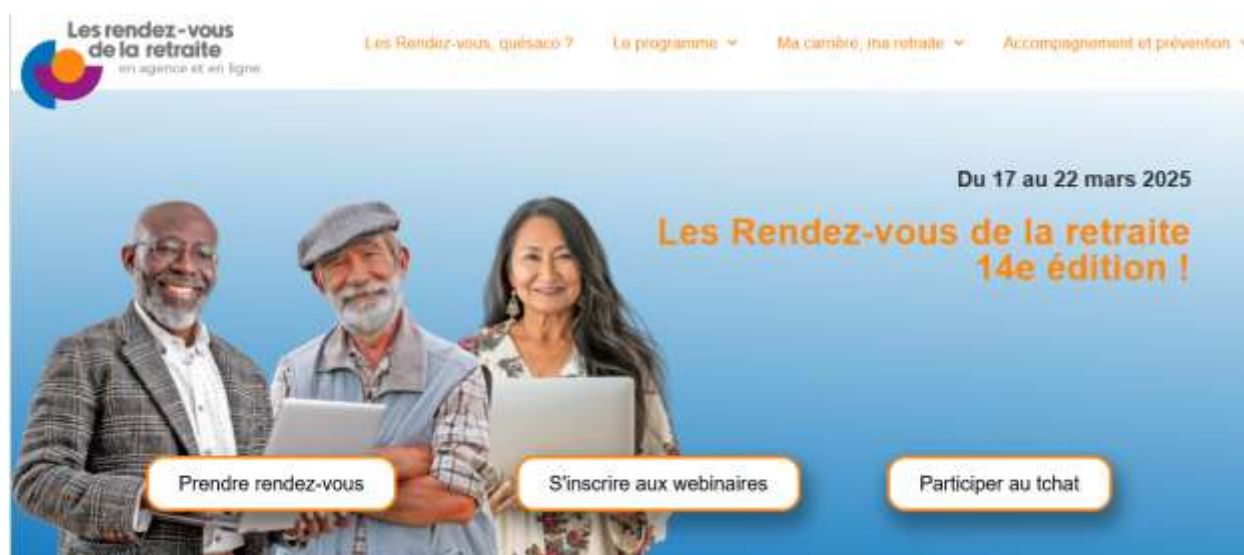 Les rendez-vous
de la retraite
en agence et en ligne
Les Rendez-vous, quésaco ?
Le programme
Ma carrière, ma retraite
Accompagnement et prévention
Du 17 au 22 mars 2025
Les Rendez-vous de la retraite
14e édition !
Prendre rendez-vous
S'inscrire aux webinaires
Participer au tchat